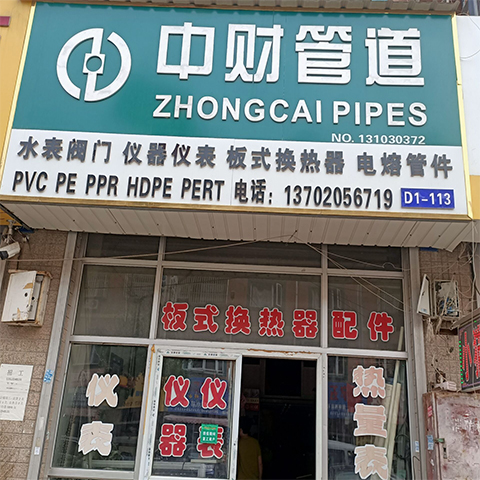 中财管道
ZHONGCAI PIPES
NO. 131030372
水表阀门 仪器仪表 板式换热器 电熔管件
PVC PE PPR HDPE PERT 电话：13702056719 D1-113
板式换热器配件
仪表
仪器
仪表
热量表